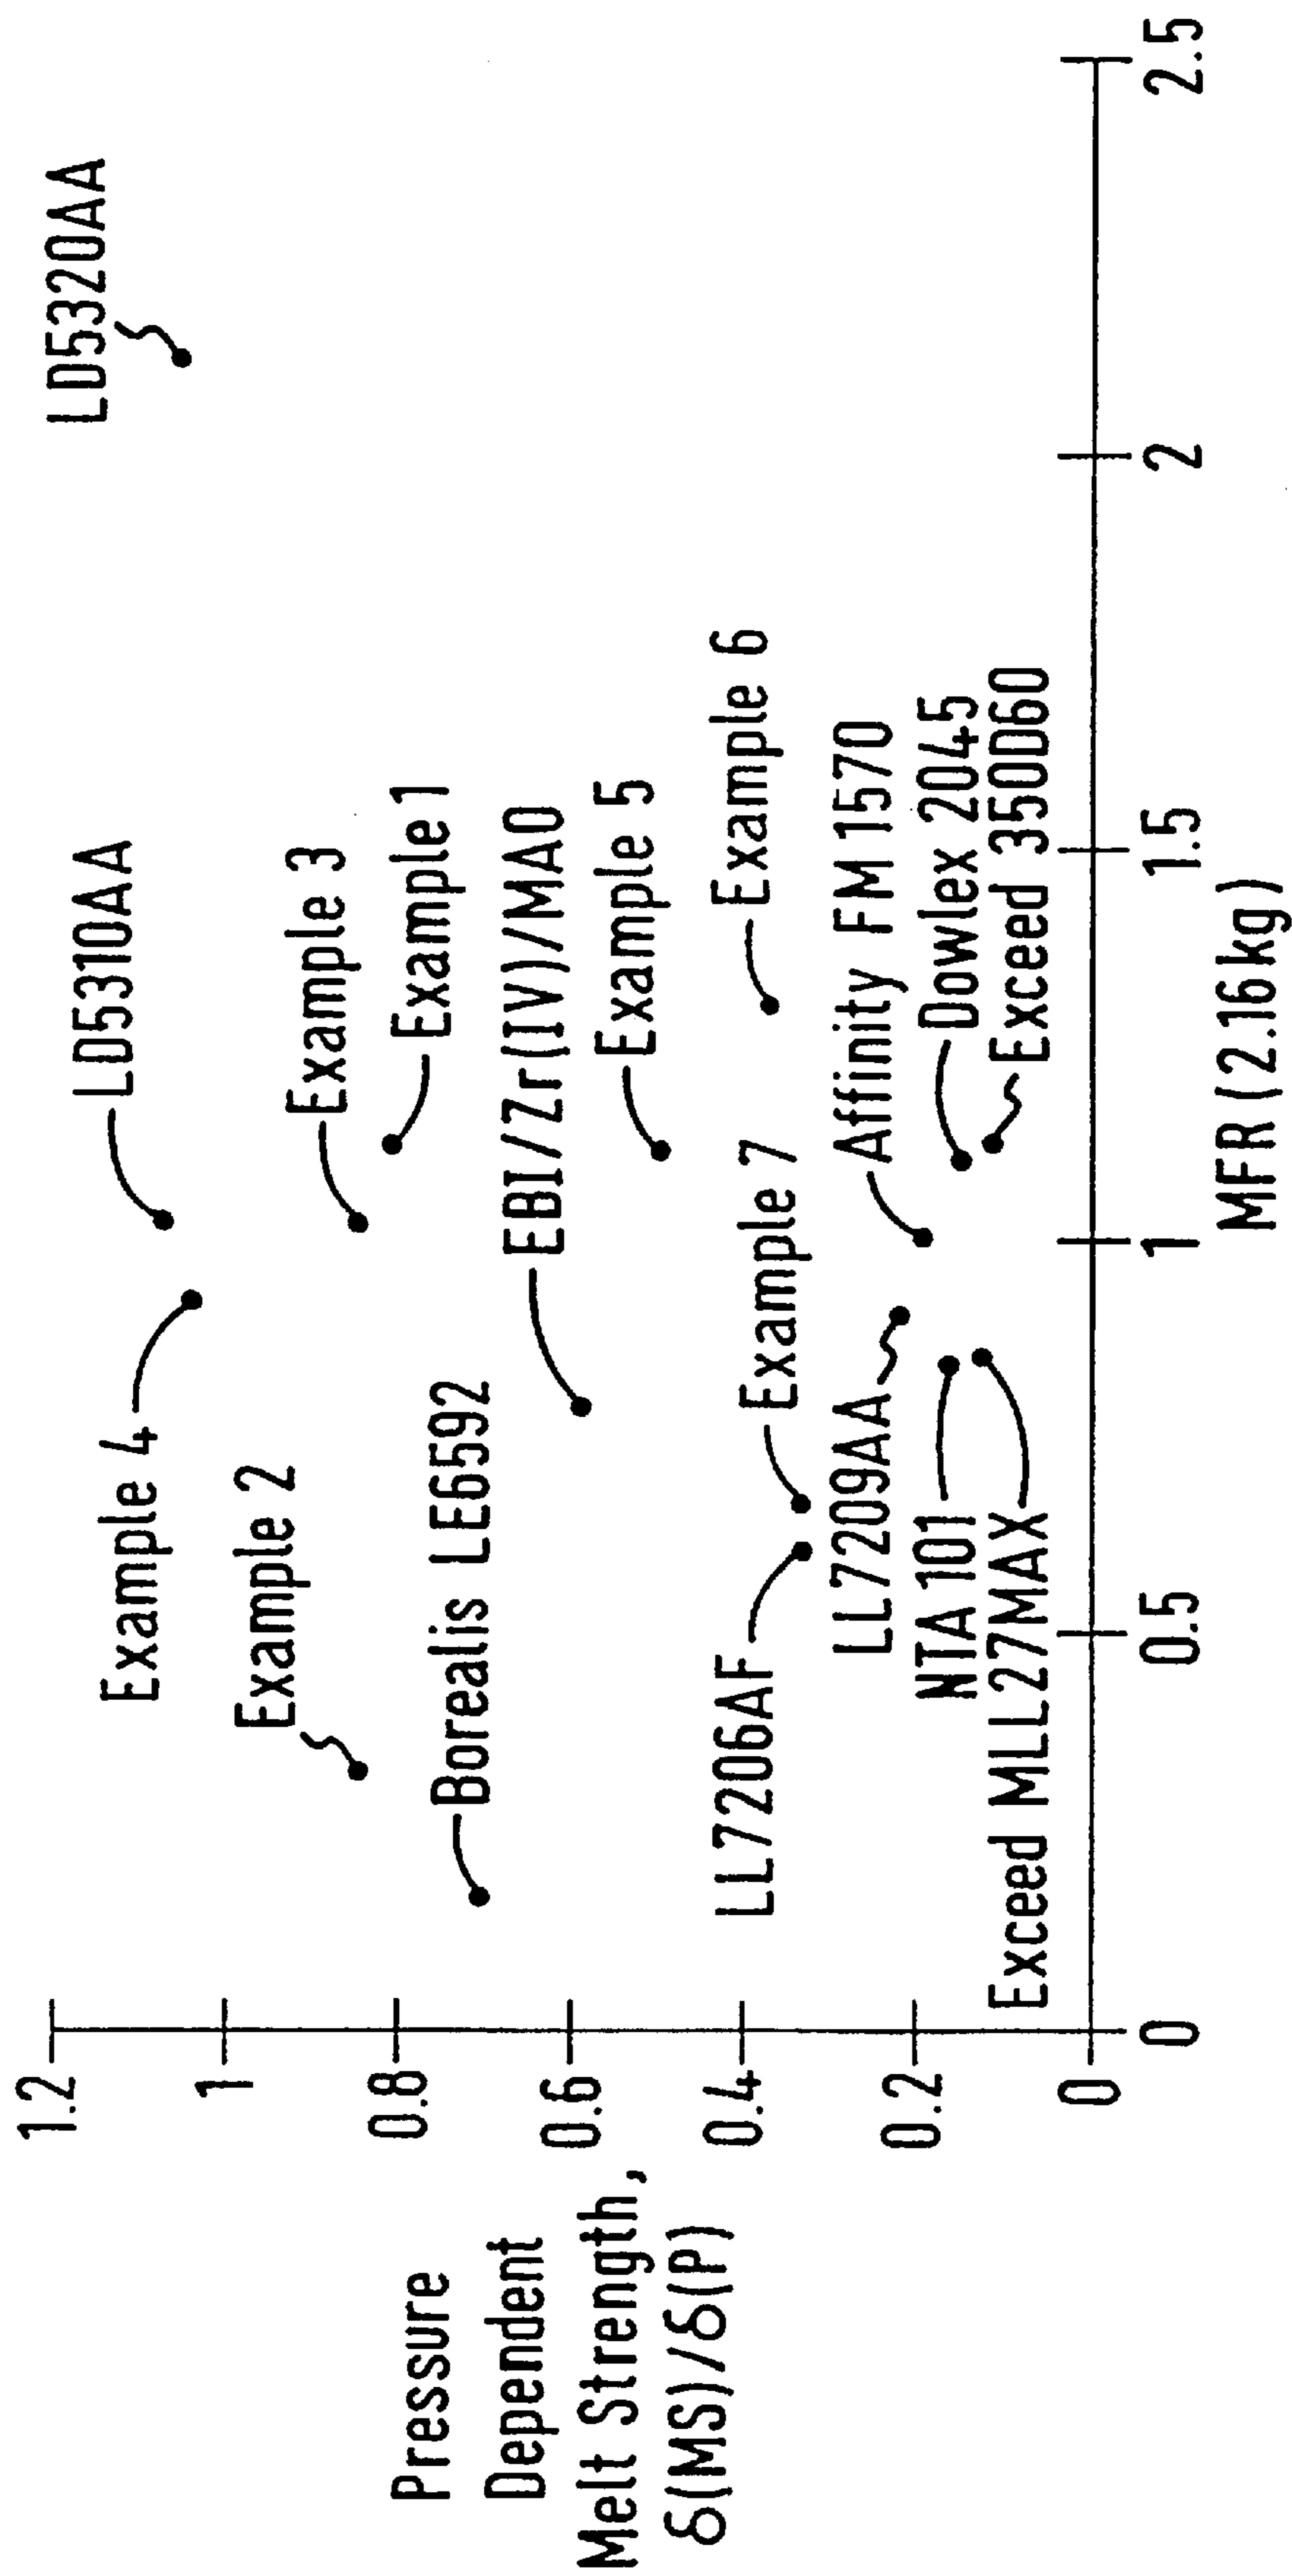 Pressure
Dependent
Melt Strength,
δ(MS)/δ(P)
1.2
1
0.8
0.6
0.4
0.2
0
LD5320AA
LD5310AA
Example 4
Example 3
Example 2
Example 1
Borealis LE6592
EBI/Zr(IV)/MAO
Example 5
Example 6
Example 7
LL7206AF
Affinity FM 1570
LL7209AA
Dowlex 2045
NTA 101
Exceed 350D60
Exceed MLL27MAX
0
0.5
1
1.5
2
2.5
MFR (2.16kg)